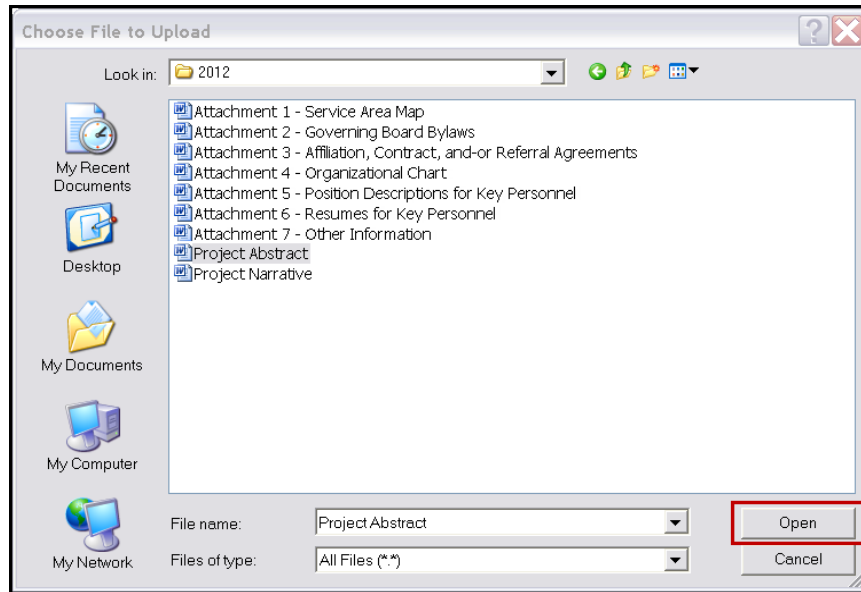 Choose File to Upload
?
Look in:
2012
Attachment 1 - Service Area Map
Attachment 2 - Governing Board Bylaws
Attachment 3 - Affiliation, Contract, and-or Referral Agreements
Attachment 4 - Organizational Chart
Attachment 5 - Position Descriptions for Key Personnel
Attachment 6 - Resumes for Key Personnel
Attachment 7 - Other Information
Project Abstract
Project Narrative
My Recent
Documents
Desktop
My Documents
My Computer
My Network
File name:
Project Abstract
Open
Files of type:
All Files (*.*)
Cancel